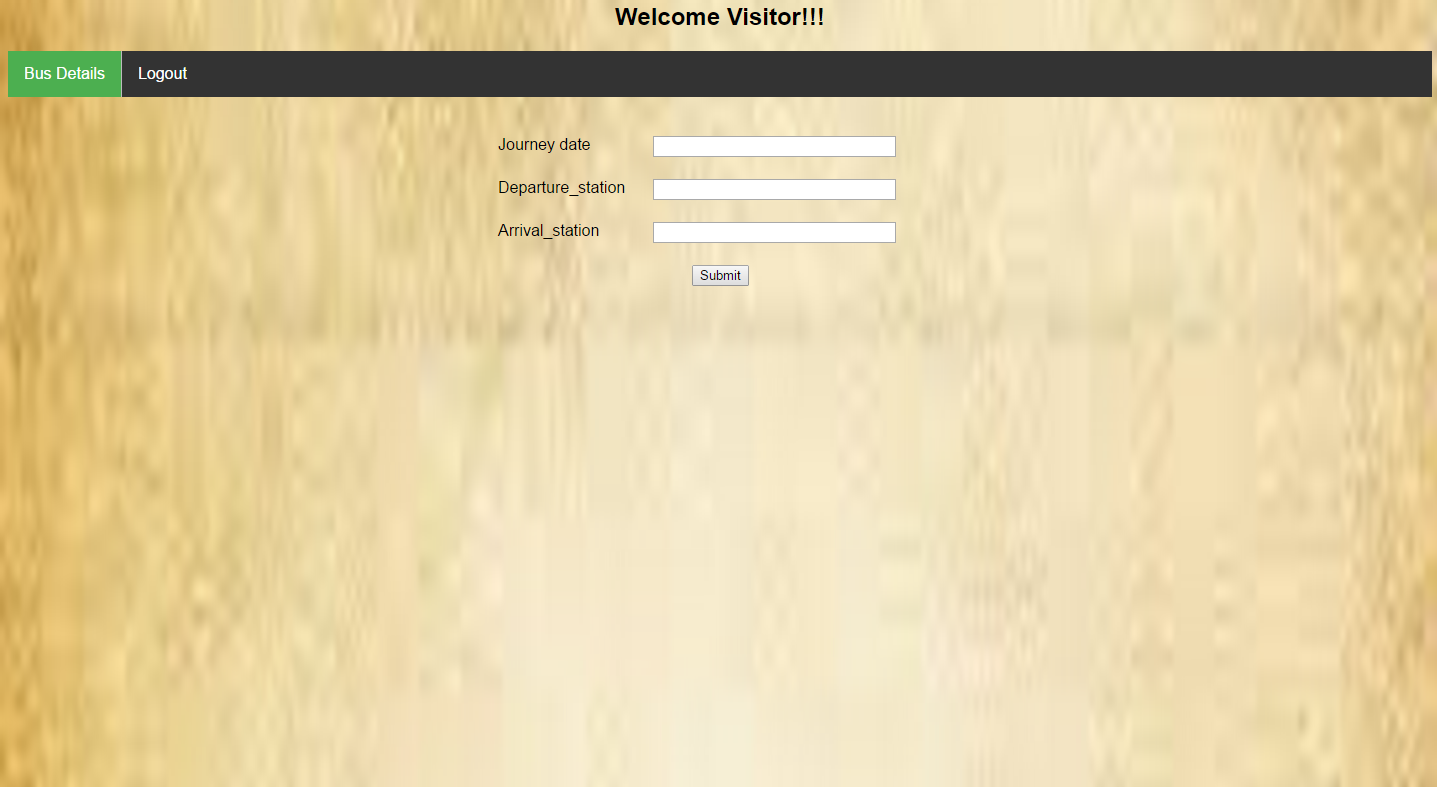 Welcome Visitor!!!
Bus Details Logout
Journey date
Departure_station
Arrival_station
Submit